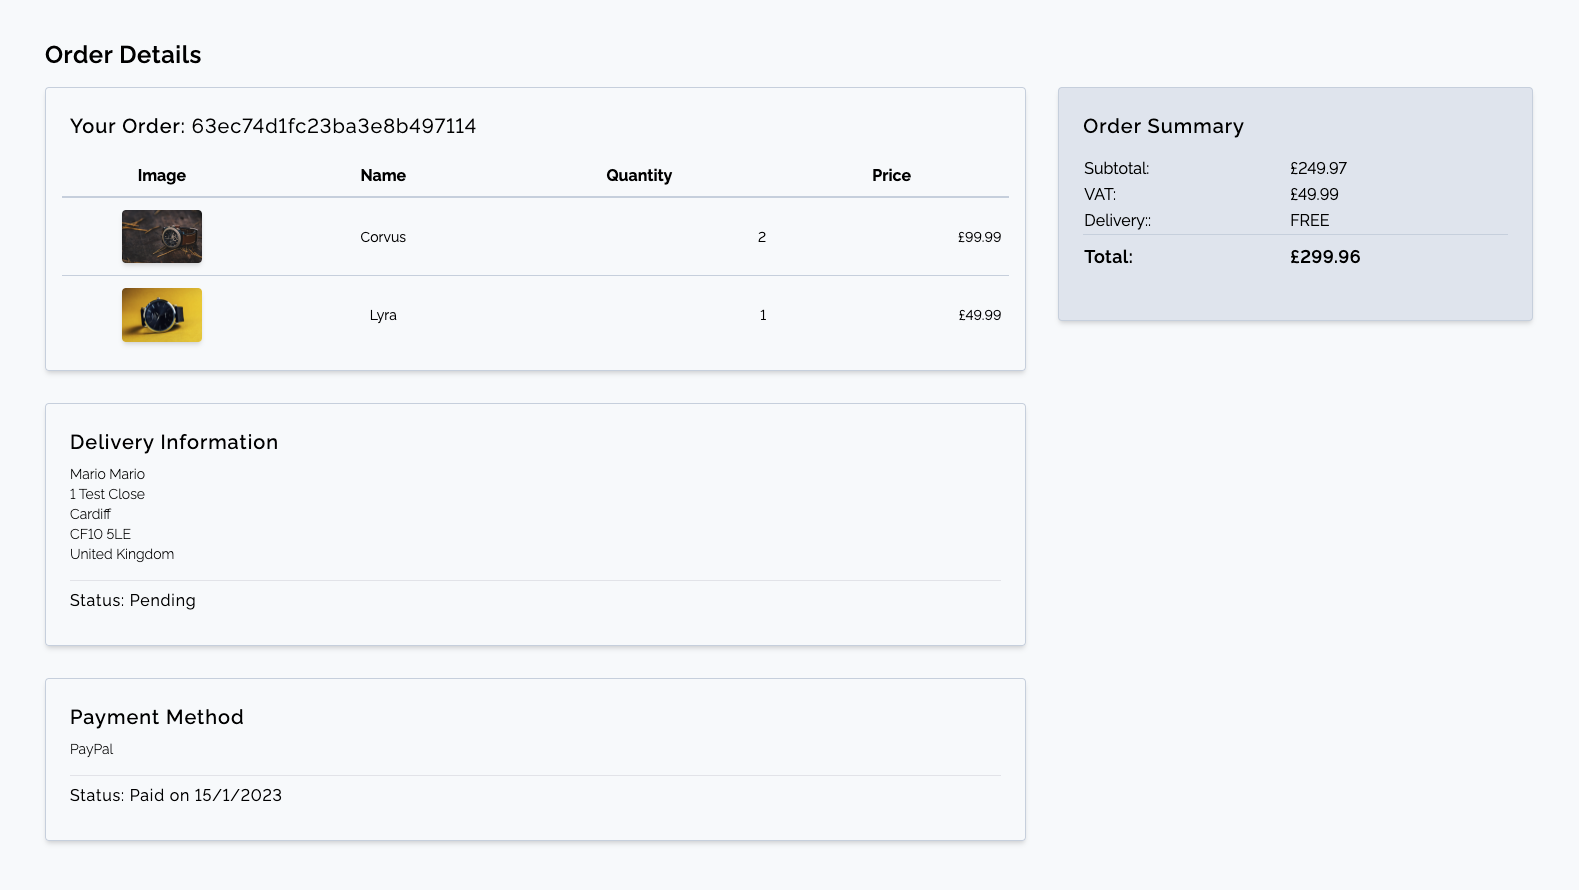 Order Details
Your Order: 63ec74d1fc23ba3e8b497114
Image Name Quantity Price
Corvus 2 £99.99
Lyra 1 £49.99
Order Summary
Subtotal: £249.97
VAT: £49.99
Delivery:: FREE
Total: £299.96
Delivery Information
Mario Mario
1 Test Close
Cardiff
CF10 5LE
United Kingdom
Status: Pending
Payment Method
PayPal
Status: Paid on 15/1/2023